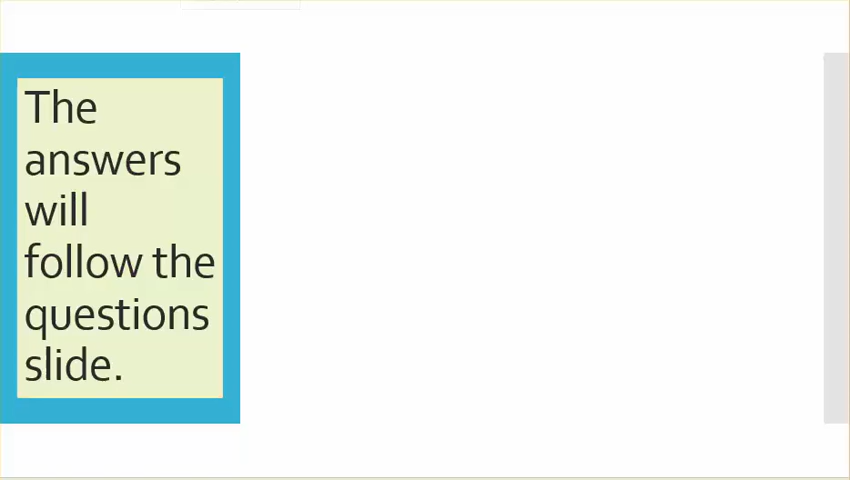 The
answers
will
follow the
questions
slide.